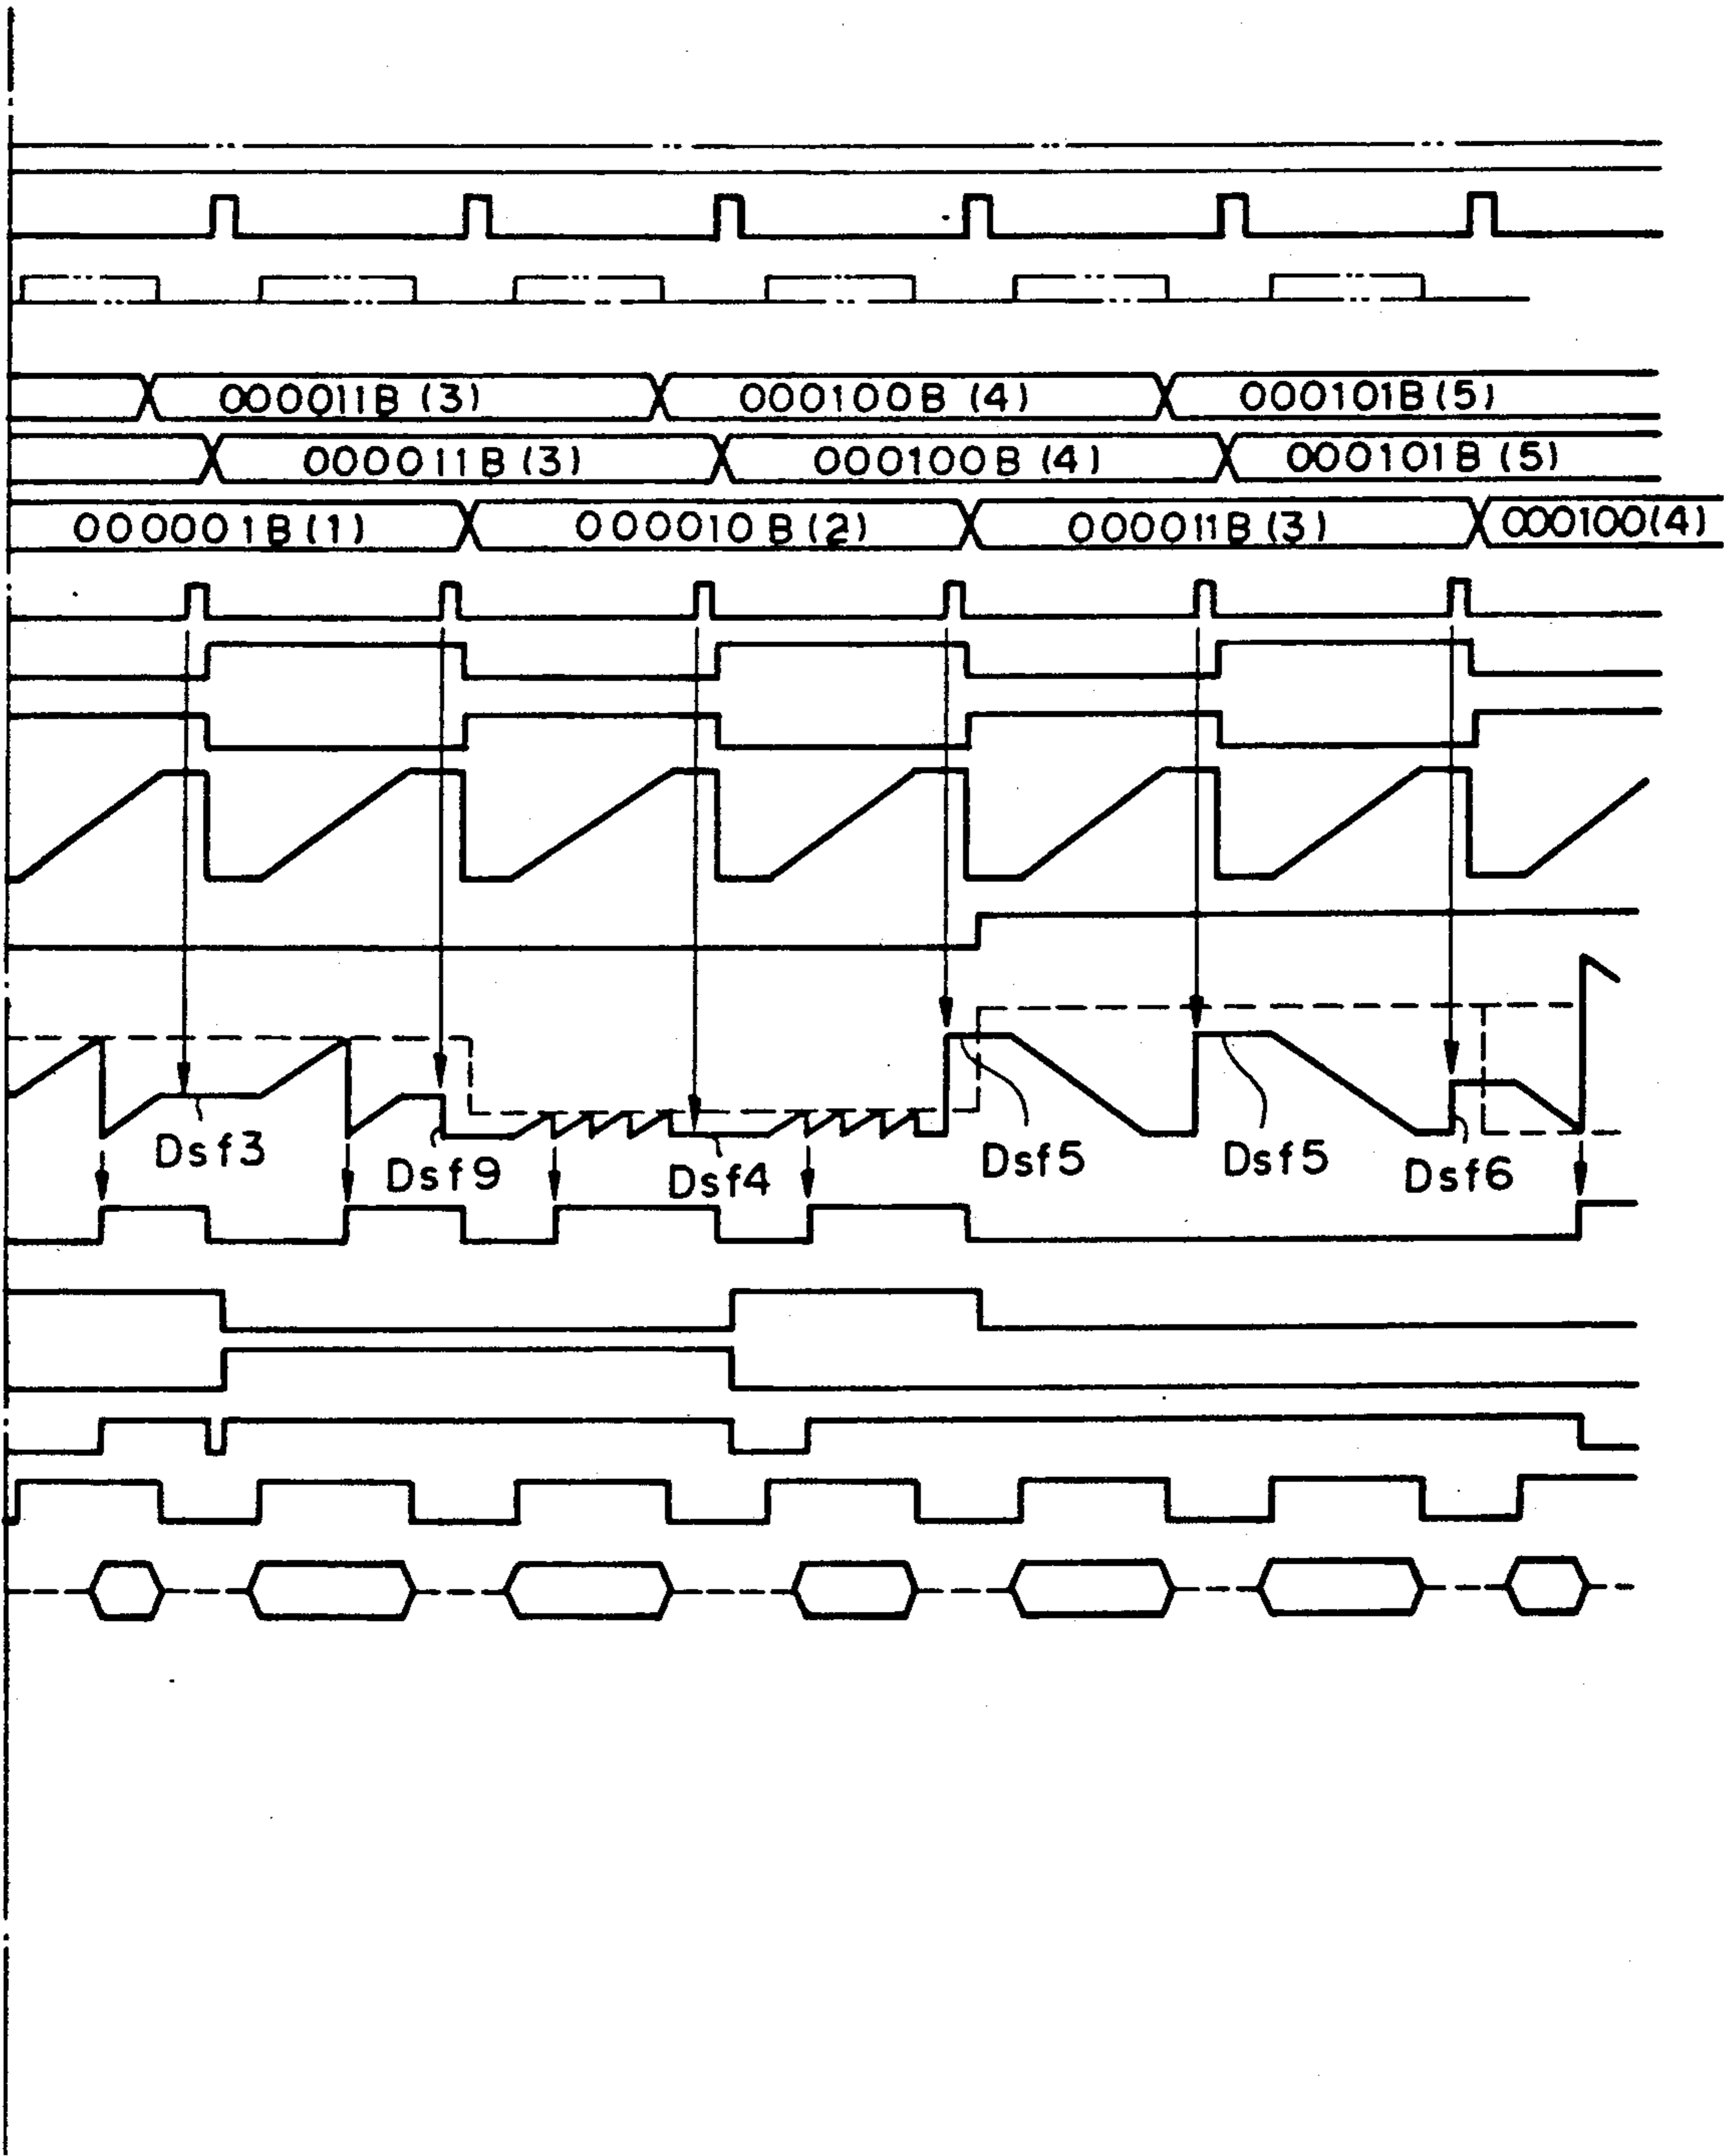 000011B (3) 000100B (4) 000101B (5)
000011B (3) 000100B (4) 000101B (5)
000001B (1) 000010B (2) 000011B (3) 000100(4)
Dsf3 Dsf9 Dsf4 Dsf5 Dsf5 Dsf6